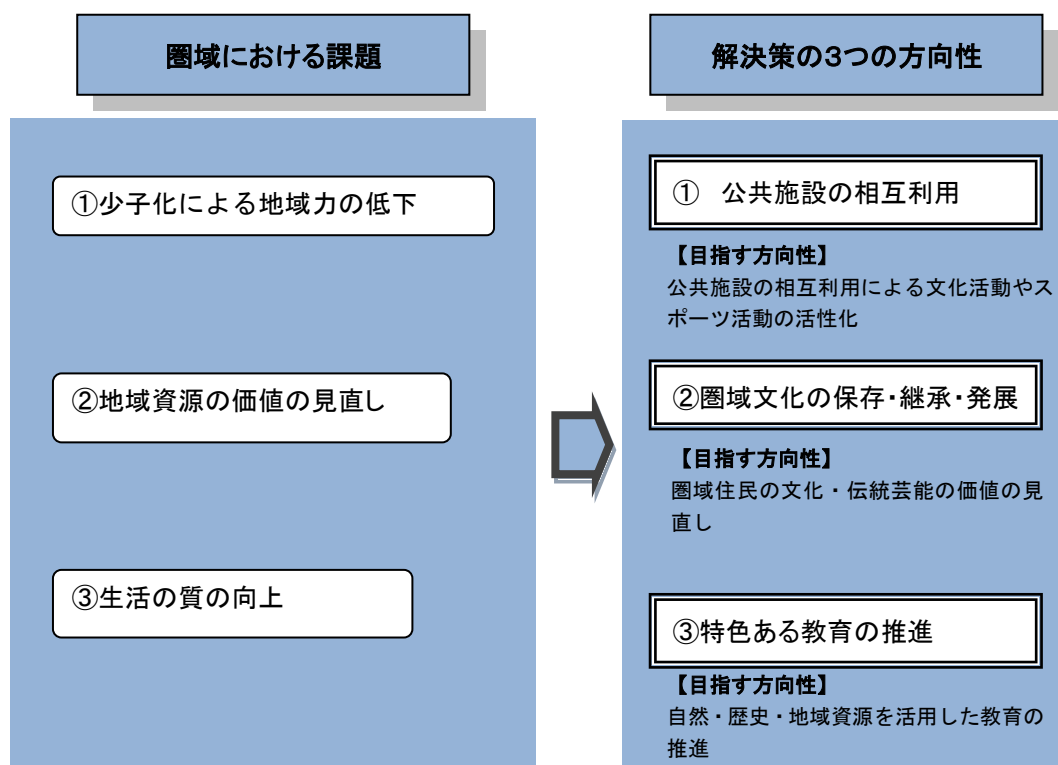 圏域における課題
①少子化による地域力の低下
②地域資源の価値の見直し
③生活の質の向上
解決策の3つの方向性
① 公共施設の相互利用
【目指す方向性】
公共施設の相互利用による文化活動やス
ポーツ活動の活性化
②圏域文化の保存・継承・発展
【目指す方向性】
圏域住民の文化・伝統芸能の価値の見
直し
③特色ある教育の推進
【目指す方向性】
自然・歴史・地域資源を活用した教育の
推進